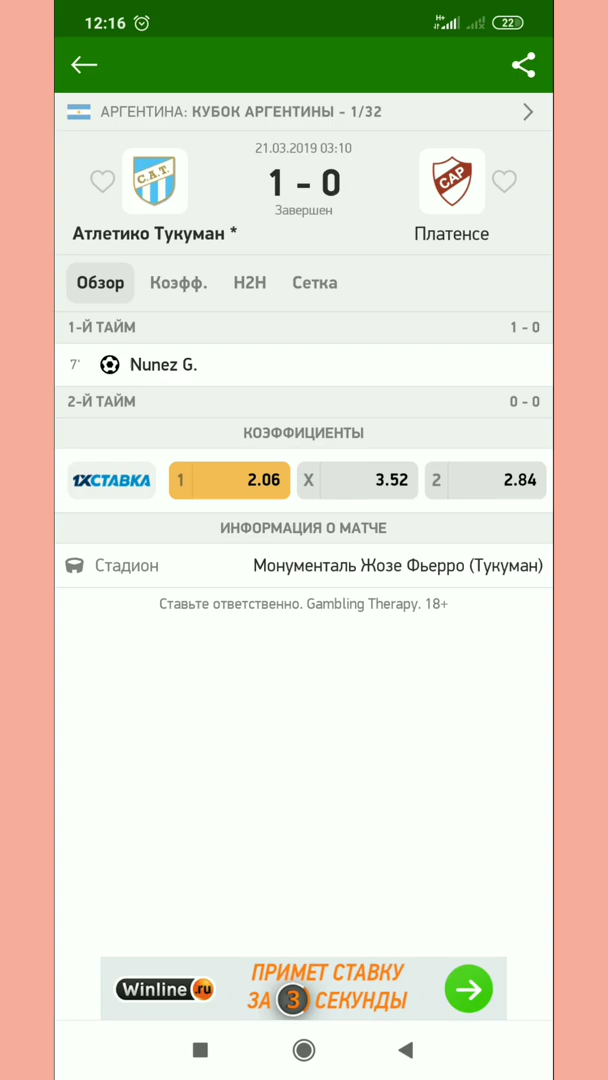 12:16
H+
22
АРГЕНТИНА: КУБОК АРГЕНТИНЫ - 1/32
21.03.2019 03:10
C.A.T.
1 - 0
CAP
Завершен
Атлетико Тукуман *
Платенсе
Обзор Коэфф. H2H Сетка
1-Й ТАЙМ 1 - 0
7' Nunez G.
2-Й ТАЙМ 0 - 0
КОЭФФИЦИЕНТЫ
1XСТАВКА 1 2.06 X 3.52 2 2.84
ИНФОРМАЦИЯ О МАТЧЕ
Стадион Монументаль Жозе Фьерро (Тукуман)
Ставьте ответственно. Gambling Therapy. 18+
Winline.ru
ПРИМЕТ СТАВКУ
ЗА 3 СЕКУНДЫ